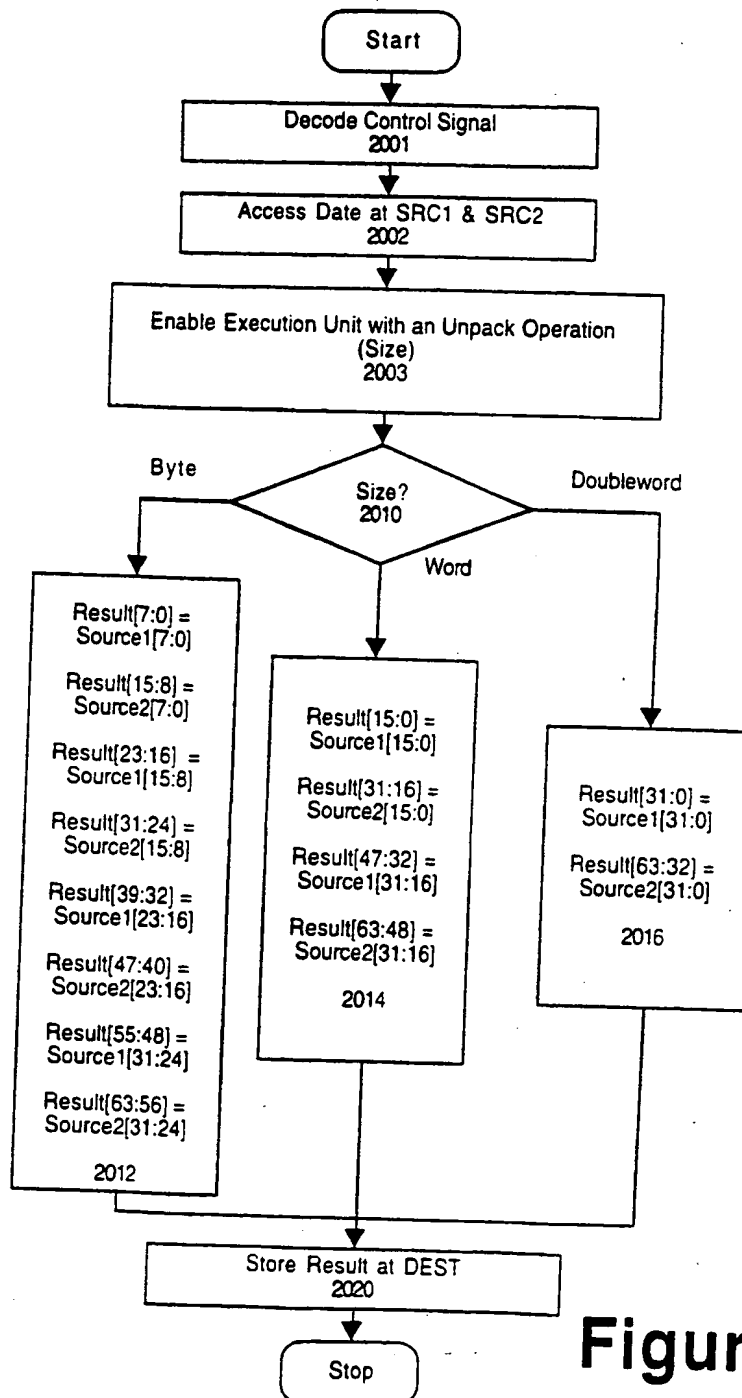 Start
Decode Control Signal
2001
Access Date at SRC1 & SRC2
2002
Enable Execution Unit with an Unpack Operation
(Size)
2003
Byte
Size?
2010
Doubleword
Word
Result[7:0] =
Source1[7:0]
Result[15:8] =
Source2[7:0]
Result[23:16] =
Source1[15:8]
Result[31:24] =
Source2[15:8]
Result[39:32] =
Source1[23:16]
Result[47:40] =
Source2[23:16]
Result[55:48] =
Source1[31:24]
Result[63:56] =
Source2[31:24]
2012
Result[15:0] =
Source1[15:0]
Result[31:16] =
Source2[15:0]
Result[47:32] =
Source1[31:16]
Result[63:48] =
Source2[31:16]
2014
Result[31:0] =
Source1[31:0]
Result[63:32] =
Source2[31:0]
2016
Store Result at DEST
2020
Stop
Figur